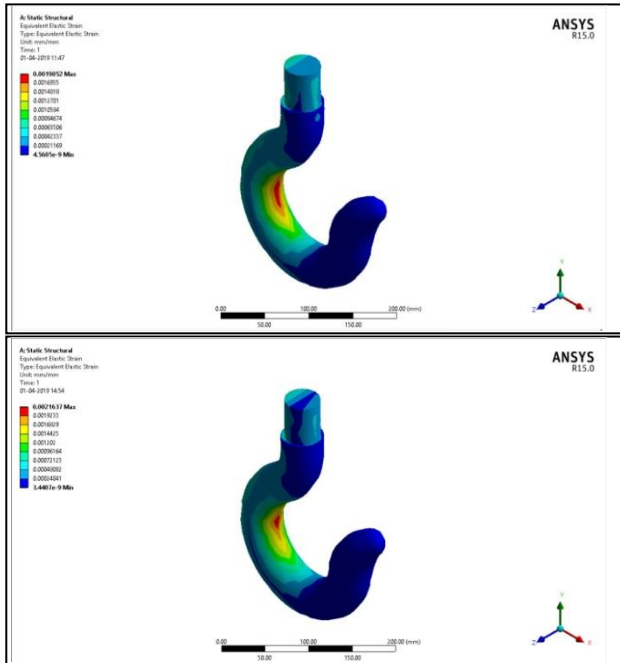 A: Static Structural
Equivalent Elastic Strain
Type: Equivalent Elastic Strain
Unit: mm/mm
Time: 1
01-04-2019 11:47
0.0019052 Max
0.0016935
0.0014818
0.0012701
0.0010584
0.00084674
0.00063506
0.00042337
0.00021169
4.5605e-9 Min
ANSYS
R15.0
Y
Z
X
0.00
100.00
200.00 (mm)
50.00
150.00
A: Static Structural
Equivalent Elastic Strain
Type: Equivalent Elastic Strain
Unit: mm/mm
Time: 1
01-04-2019 14:54
0.0021637 Max
0.0019233
0.0016829
0.0014425
0.001202
0.00096164
0.00072123
0.00048082
0.00024041
3.4407e-9 Min
ANSYS
R15.0
Y
Z
X
0.00
100.00
200.00 (mm)
50.00
150.00